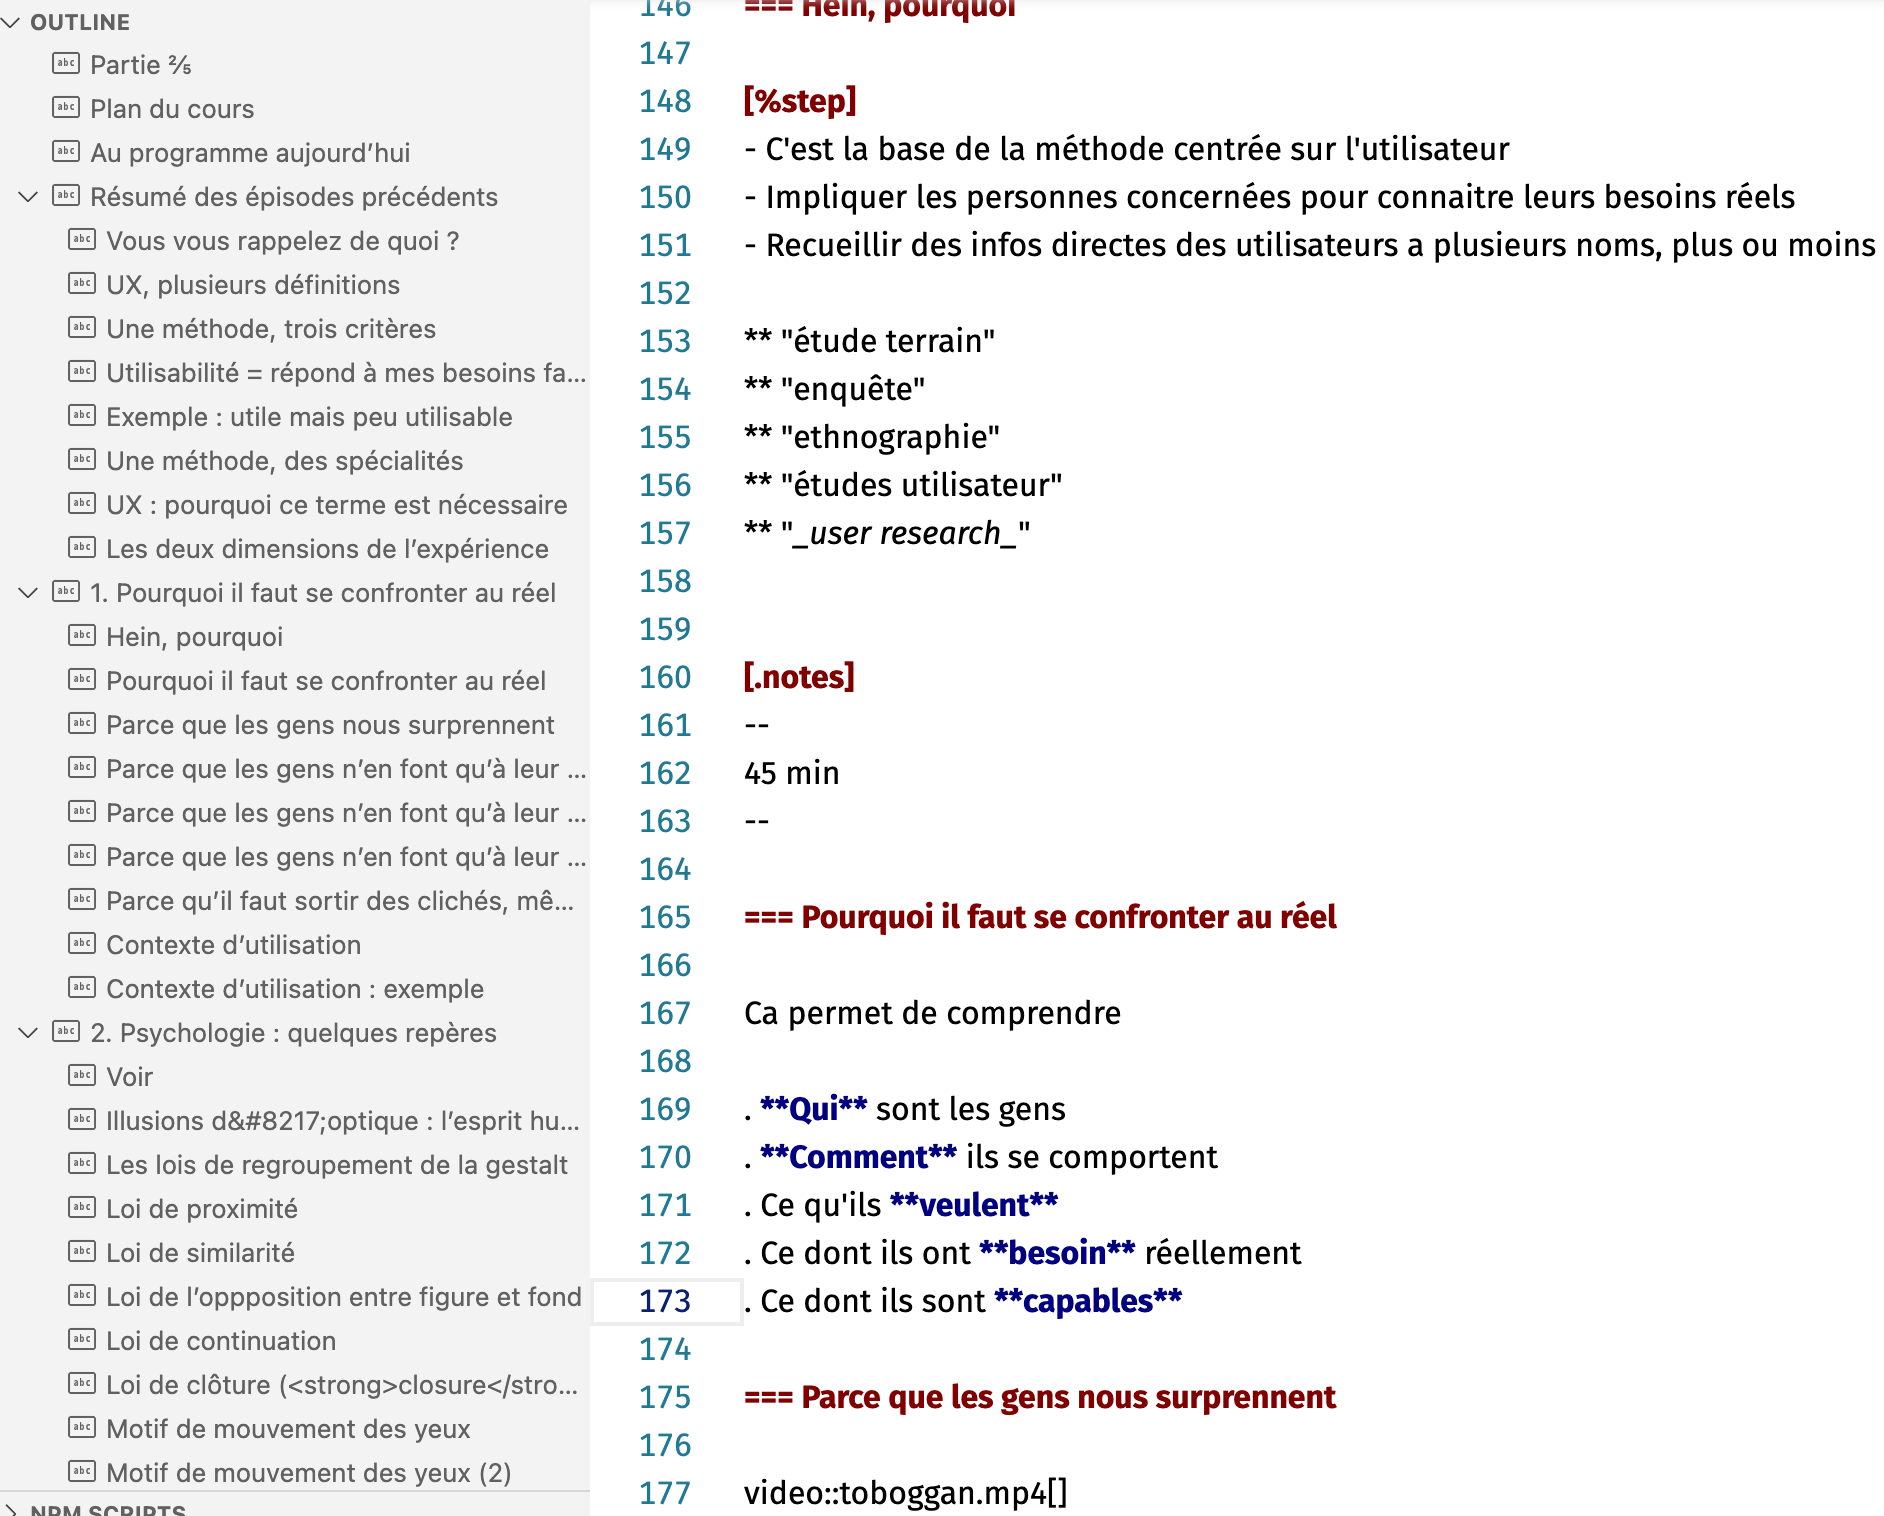 OUTLINE
Partie ⅖
Plan du cours
Au programme aujourd’hui
Résumé des épisodes précédents
Vous vous rappelez de quoi ?
UX, plusieurs définitions
Une méthode, trois critères
Utilisabilité = répond à mes besoins fa...
Exemple : utile mais peu utilisable
Une méthode, des spécialités
UX : pourquoi ce terme est nécessaire
Les deux dimensions de l’expérience
1. Pourquoi il faut se confronter au réel
Hein, pourquoi
Pourquoi il faut se confronter au réel
Parce que les gens nous surprennent
Parce que les gens n’en font qu’à leur ...
Parce que les gens n’en font qu’à leur ...
Parce que les gens n’en font qu’à leur ...
Parce qu’il faut sortir des clichés, mê...
Contexte d’utilisation
Contexte d’utilisation : exemple
2. Psychologie : quelques repères
Voir
Illusions d&#8217;optique : l’esprit hu...
Les lois de regroupement de la gestalt
Loi de proximité
Loi de similarité
Loi de l’oppposition entre figure et fond
Loi de continuation
Loi de clôture (<strong>closure</stro...
Motif de mouvement des yeux
Motif de mouvement des yeux (2)
NPM SCRIPTS
146 === Hein, pourquoi
147
148 [%step]
149 - C'est la base de la méthode centrée sur l'utilisateur
150 - Impliquer les personnes concernées pour connaitre leurs besoins réels
151 - Recueillir des infos directes des utilisateurs a plusieurs noms, plus ou moins
152
153 ** "étude terrain"
154 ** "enquête"
155 ** "ethnographie"
156 ** "études utilisateur"
157 ** "_user research_"
158
159
160 [.notes]
161 --
162 45 min
163 --
164
165 === Pourquoi il faut se confronter au réel
166
167 Ca permet de comprendre
168
169 . **Qui** sont les gens
170 . **Comment** ils se comportent
171 . Ce qu'ils **veulent**
172 . Ce dont ils ont **besoin** réellement
173 . Ce dont ils sont **capables**
174
175 === Parce que les gens nous surprennent
176
177 video::toboggan.mp4[]